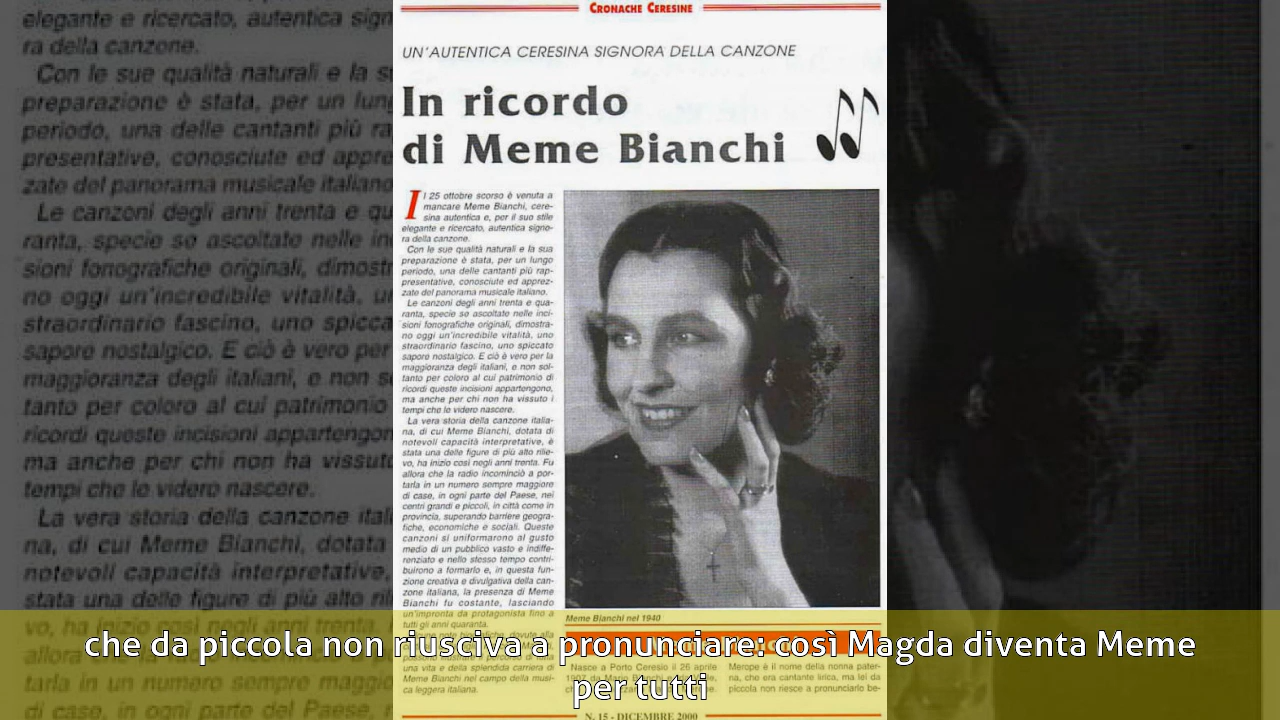 CRONACHE CERESINE
UN'AUTENTICA CERESINA SIGNORA DELLA CANZONE
In ricordo
di Meme Bianchi
Il 25 ottobre scorso è venuta a
mancare Meme Bianchi, cere-
sina autentica e, per il suo stile
elegante e ricercato, autentica signo-
ra della canzone.
Con le sue qualità naturali e la sua
preparazione è stata, per un lungo
periodo, una delle cantanti più rap-
presentative, conosciute ed apprez-
zate del panorama musicale italiano.
Le canzoni degli anni trenta e qua-
ranta, specie se ascoltate nelle inci-
sioni fonografiche originali, dimostra-
no oggi un'incredibile vitalità, uno
straordinario fascino, uno spiccato
sapore nostalgico. E ciò è vero per la
maggioranza degli italiani, e non sol-
tanto per coloro al cui patrimonio di
ricordi queste incisioni appartengono,
ma anche per chi non ha vissuto i
tempi che le videro nascere.
La vera storia della canzone italia-
na, di cui Meme Bianchi, dotata di
notevoli capacità interpretative, è
stata una delle figure di più alto rilie-
vo, ha inizio così negli anni trenta. Fu
allora che la radio incominciò a por-
tarla in un numero sempre maggiore
di case, in ogni parte del Paese, nei
centri grandi e piccoli, in città come in
provincia, superando barriere geogra-
fiche, economiche e sociali. Queste
canzoni si uniformarono al gusto
medio di un pubblico vasto e indiffe-
renziato e nello stesso tempo contri-
buirono a formarlo e, in questa fun-
zione creativa e divulgativa della can-
zone italiana, la presenza di Meme
Bianchi fu costante, lasciando
un'impronta da protagonista fino a
tutti gli anni quaranta.
una vita e della splendida carriera di
Meme Bianchi nel campo della musi-
ca leggera italiana.
Meme Bianchi nel 1940
Nasce a Porto Ceresio il 26 aprile
Merope è il nome della nonna pater-
na, che era cantante lirica, ma lei da
piccola non riesce a pronunciarlo be-
N. 15 - DICEMBRE 2000
che da piccola non riusciva a pronunciare: così Magda diventa Meme
per tutti